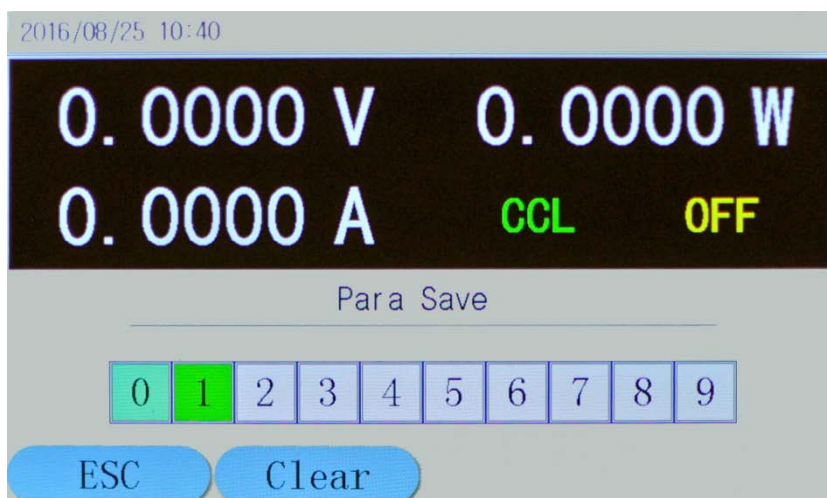 2016/08/25 10:40
0.0000 V 0.0000 W
0.0000 A CCL OFF
Para Save
0 1 2 3 4 5 6 7 8 9
ESC Clear